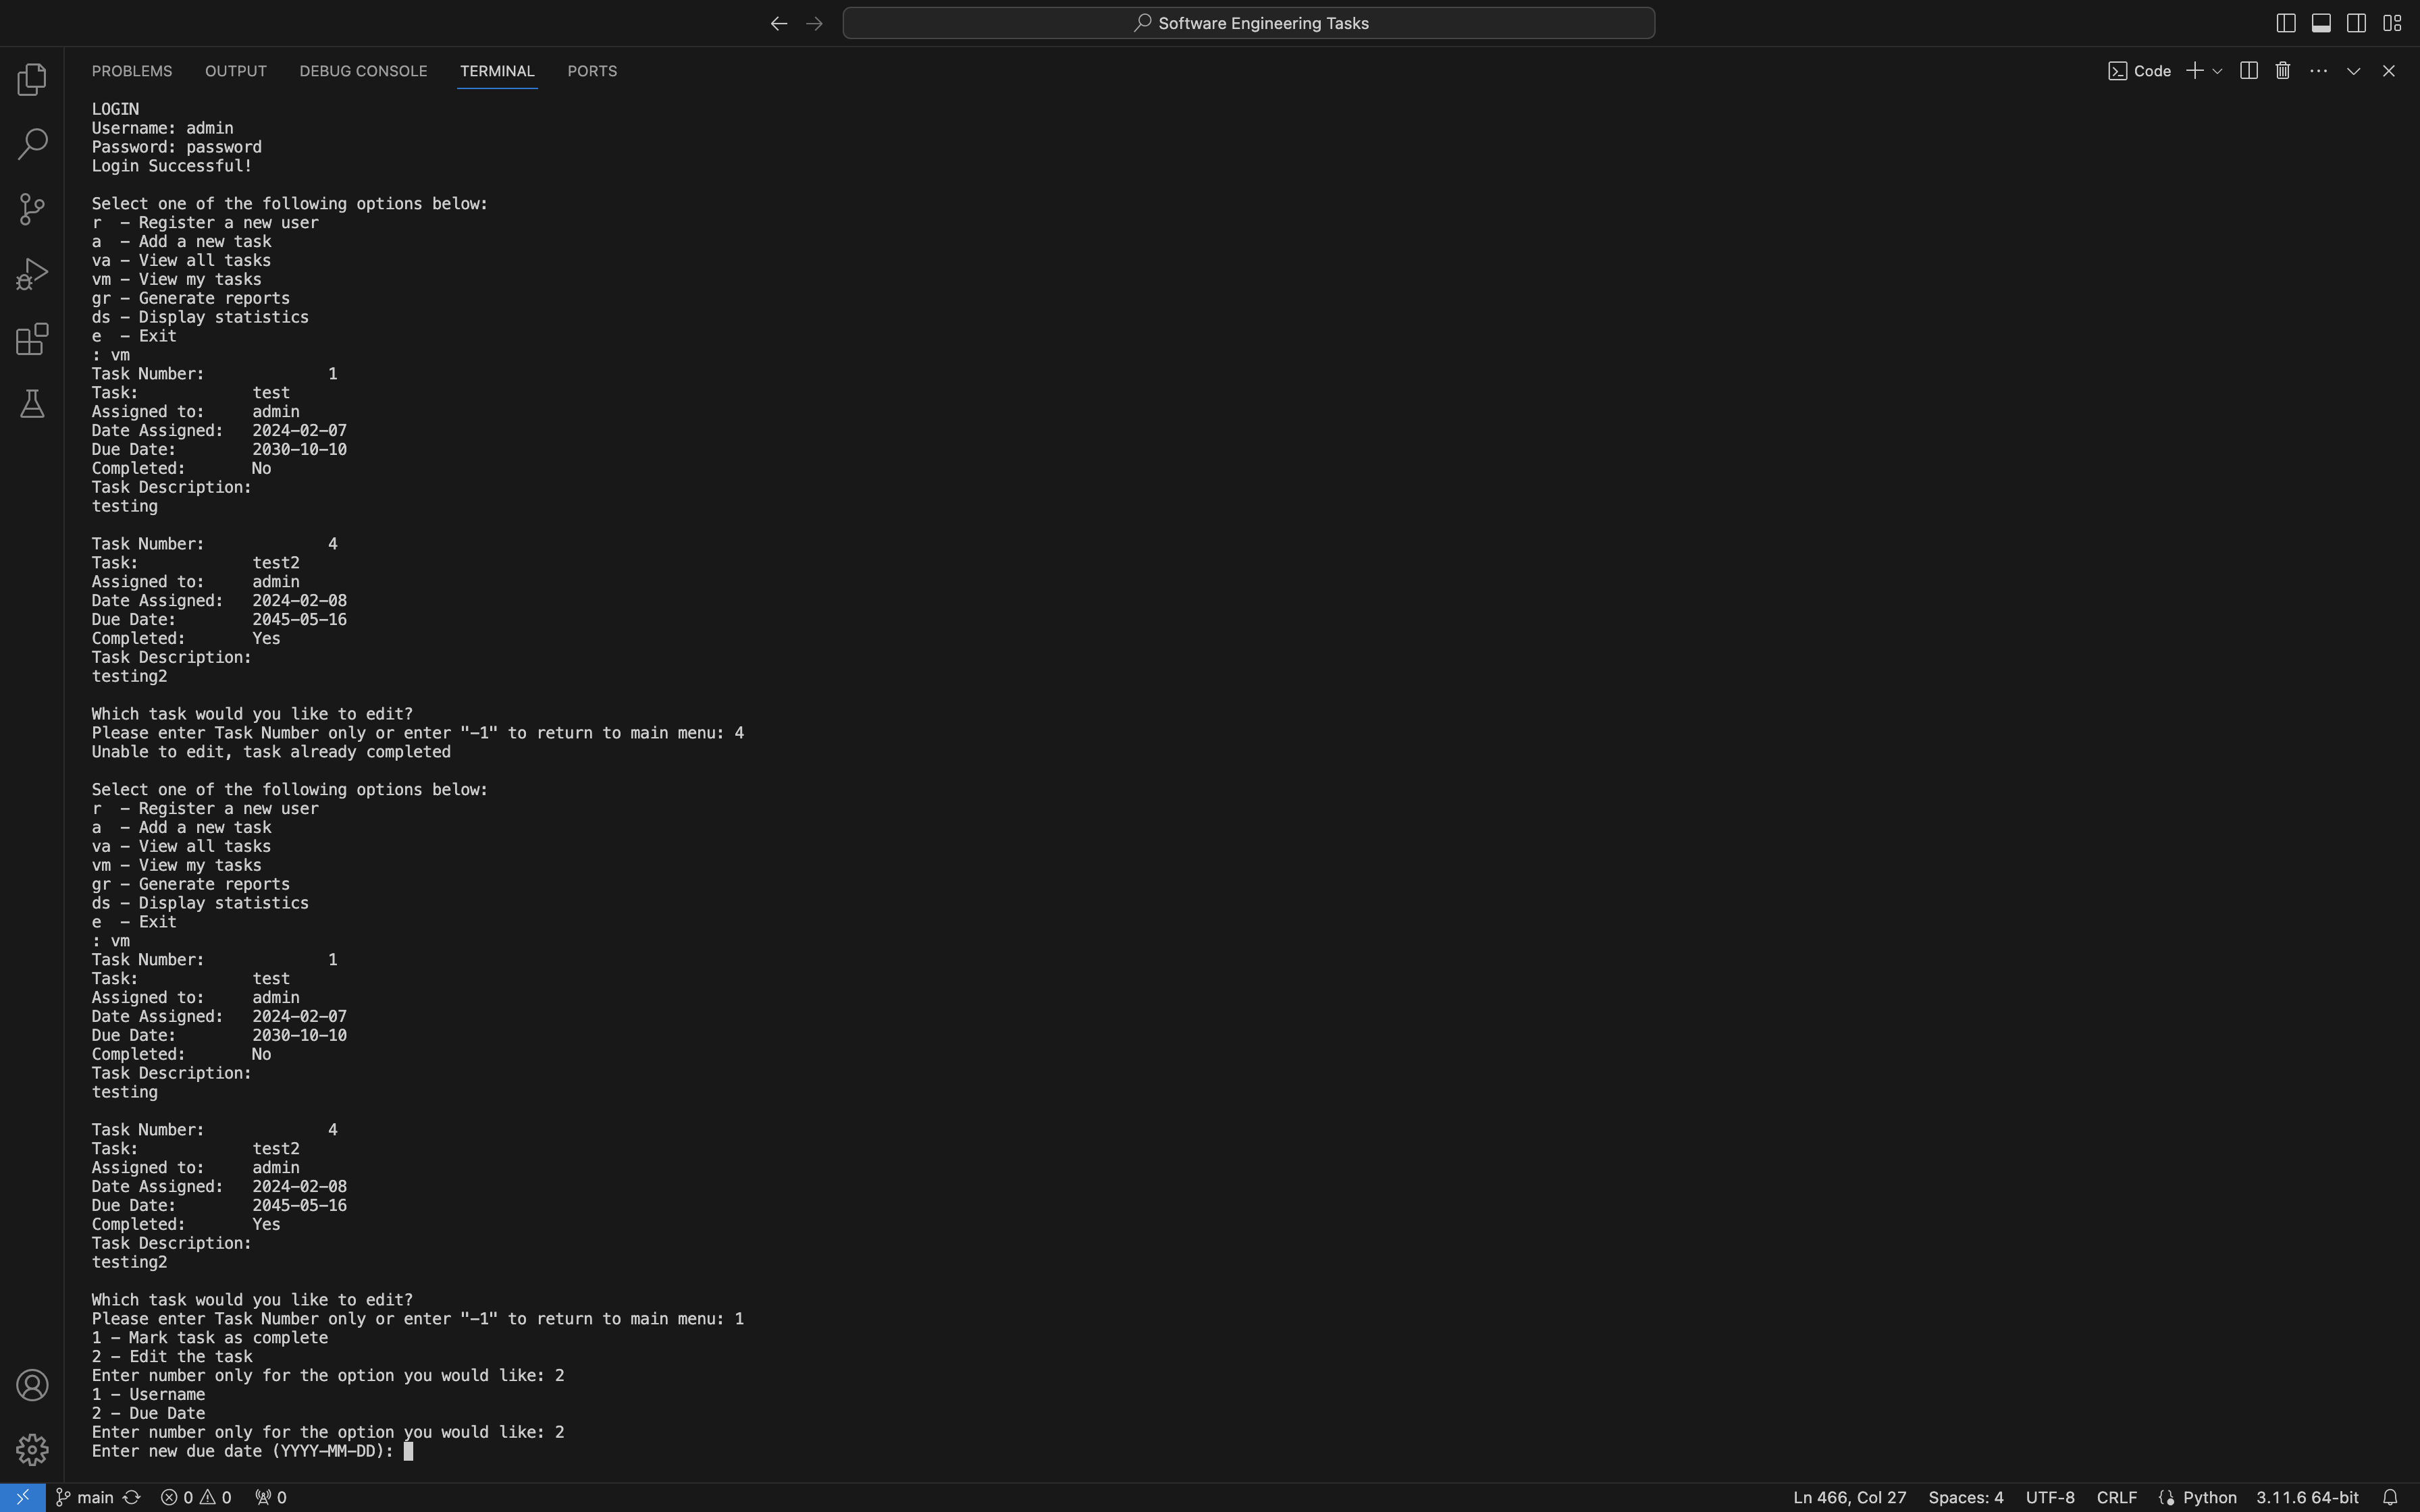 Software Engineering Tasks
PROBLEMS OUTPUT DEBUG CONSOLE TERMINAL PORTS Code
LOGIN
Username: admin
Password: password
Login Successful!
Select one of the following options below:
r  - Register a new user
a  - Add a new task
va - View all tasks
vm - View my tasks
gr - Generate reports
ds - Display statistics
e  - Exit
: vm
Task Number:             1
Task:            test
Assigned to:     admin
Date Assigned:   2024-02-07
Due Date:        2030-10-10
Completed:       No
Task Description:
testing
Task Number:             4
Task:            test2
Assigned to:     admin
Date Assigned:   2024-02-08
Due Date:        2045-05-16
Completed:       Yes
Task Description:
testing2
Which task would you like to edit?
Please enter Task Number only or enter "-1" to return to main menu: 4
Unable to edit, task already completed
Select one of the following options below:
r  - Register a new user
a  - Add a new task
va - View all tasks
vm - View my tasks
gr - Generate reports
ds - Display statistics
e  - Exit
: vm
Task Number:             1
Task:            test
Assigned to:     admin
Date Assigned:   2024-02-07
Due Date:        2030-10-10
Completed:       No
Task Description:
testing
Task Number:             4
Task:            test2
Assigned to:     admin
Date Assigned:   2024-02-08
Due Date:        2045-05-16
Completed:       Yes
Task Description:
testing2
Which task would you like to edit?
Please enter Task Number only or enter "-1" to return to main menu: 1
1 - Mark task as complete
2 - Edit the task
Enter number only for the option you would like: 2
1 - Username
2 - Due Date
Enter number only for the option you would like: 2
Enter new due date (YYYY-MM-DD):
main 0 0 0 Ln 466, Col 27 Spaces: 4 UTF-8 CRLF Python 3.11.6 64-bit